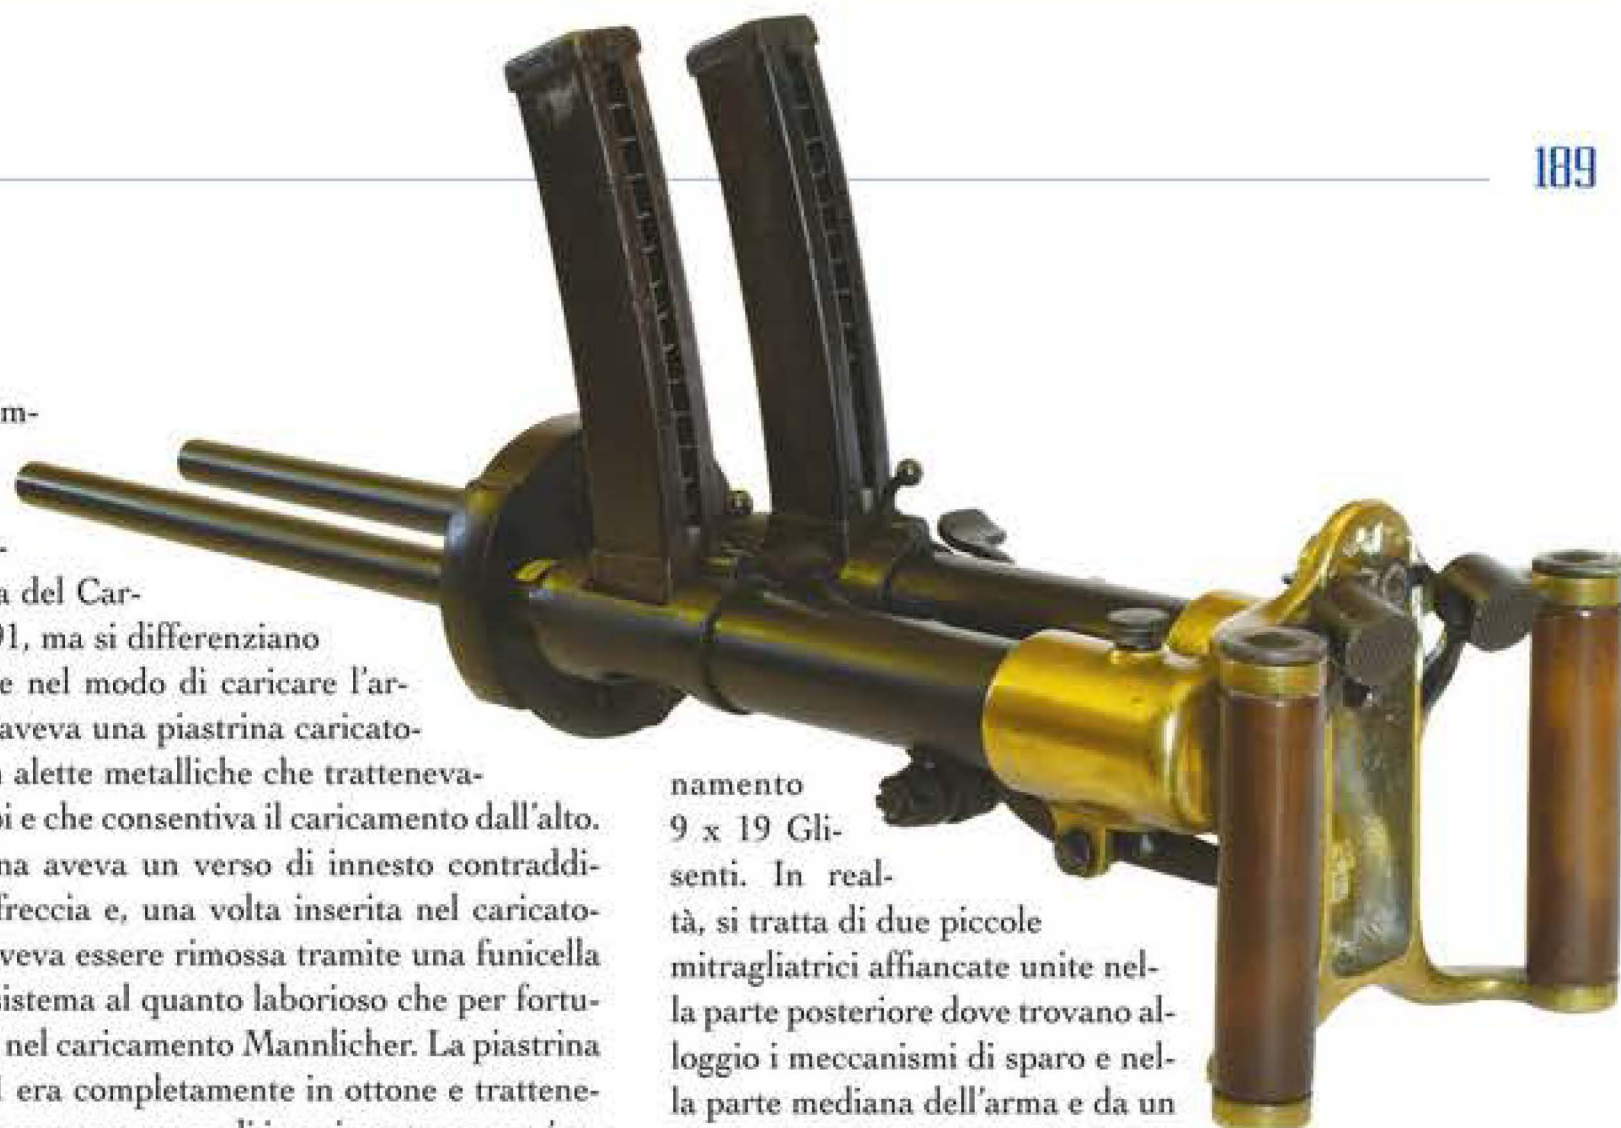 189
m-
-
a del Car-
91, ma si differenziano
e nel modo di caricare l'ar-
aveva una piastrina caricato-
alette metalliche che tratteneva-
i e che consentiva il caricamento dall'alto.
na aveva un verso di innesto contraddi-
freccia e, una volta inserita nel caricato-
veva essere rimossa tramite una funicella
sistema al quanto laborioso che per fortu-
nel caricamento Mannlicher. La piastrina
era completamente in ottone e trattene-
namento
9 x 19 Gli-
senti. In real-
tà, si tratta di due piccole
mitragliatrici affiancate unite nel-
la parte posteriore dove trovano al-
loggio i meccanismi di sparo e nel-
la parte mediana dell'arma e da un